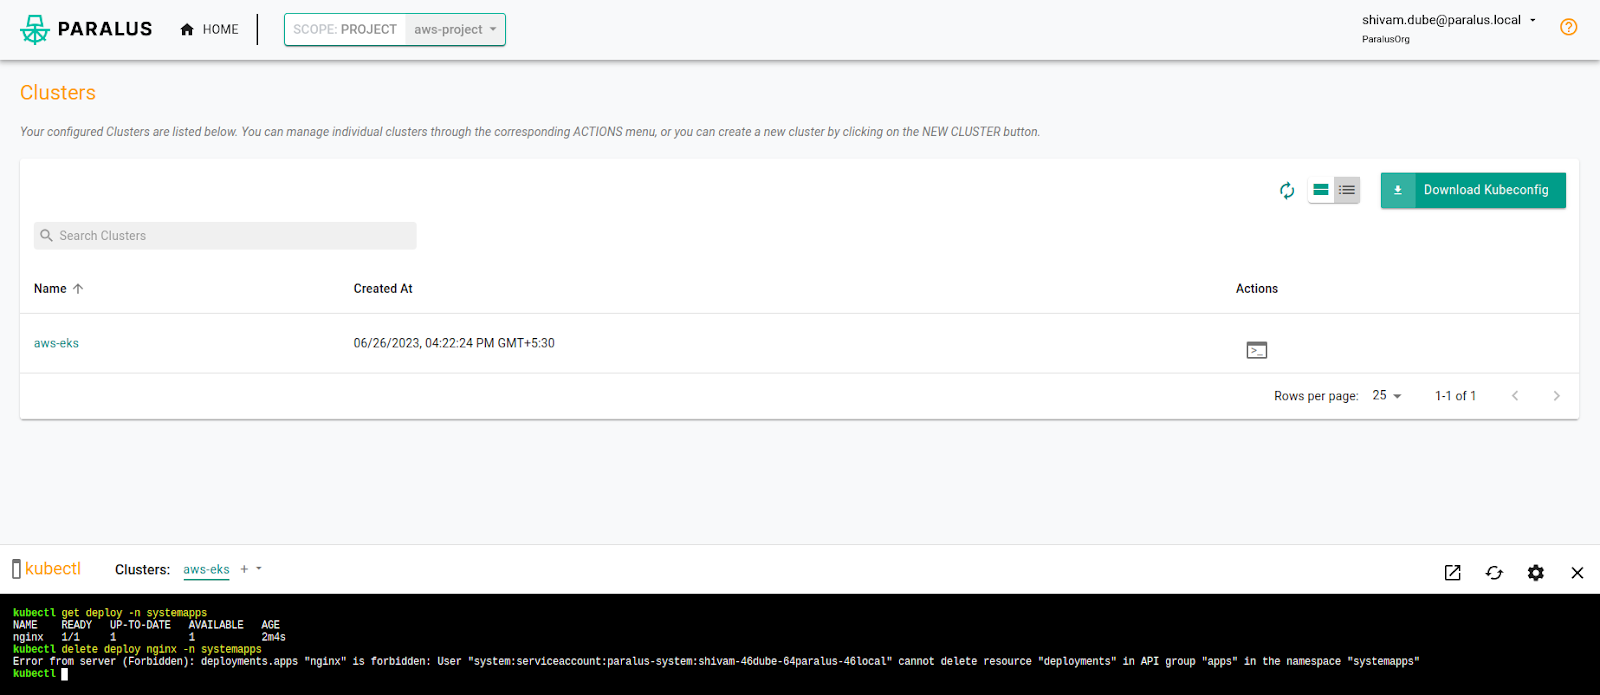 PARALUS HOME SCOPE: PROJECT aws-project shivam.dube@paralus.local
ParalusOrg
Clusters
Your configured Clusters are listed below. You can manage individual clusters through the corresponding ACTIONS menu, or you can create a new cluster by clicking on the NEW CLUSTER button.
Download Kubeconfig
Search Clusters
Name Created At Actions
aws-eks 06/26/2023, 04:22:24 PM GMT+5:30
Rows per page: 25 1-1 of 1
kubectl Clusters: aws-eks +
kubectl get deploy -n systemapps
NAME READY UP-TO-DATE AVAILABLE AGE
nginx 1/1 1 1 2m4s
kubectl delete deploy nginx -n systemapps
Error from server (Forbidden): deployments.apps "nginx" is forbidden: User "system:serviceaccount:paralus-system:shivam-46dube-64paralus-46local" cannot delete resource "deployments" in API group "apps" in the namespace "systemapps"
kubectl